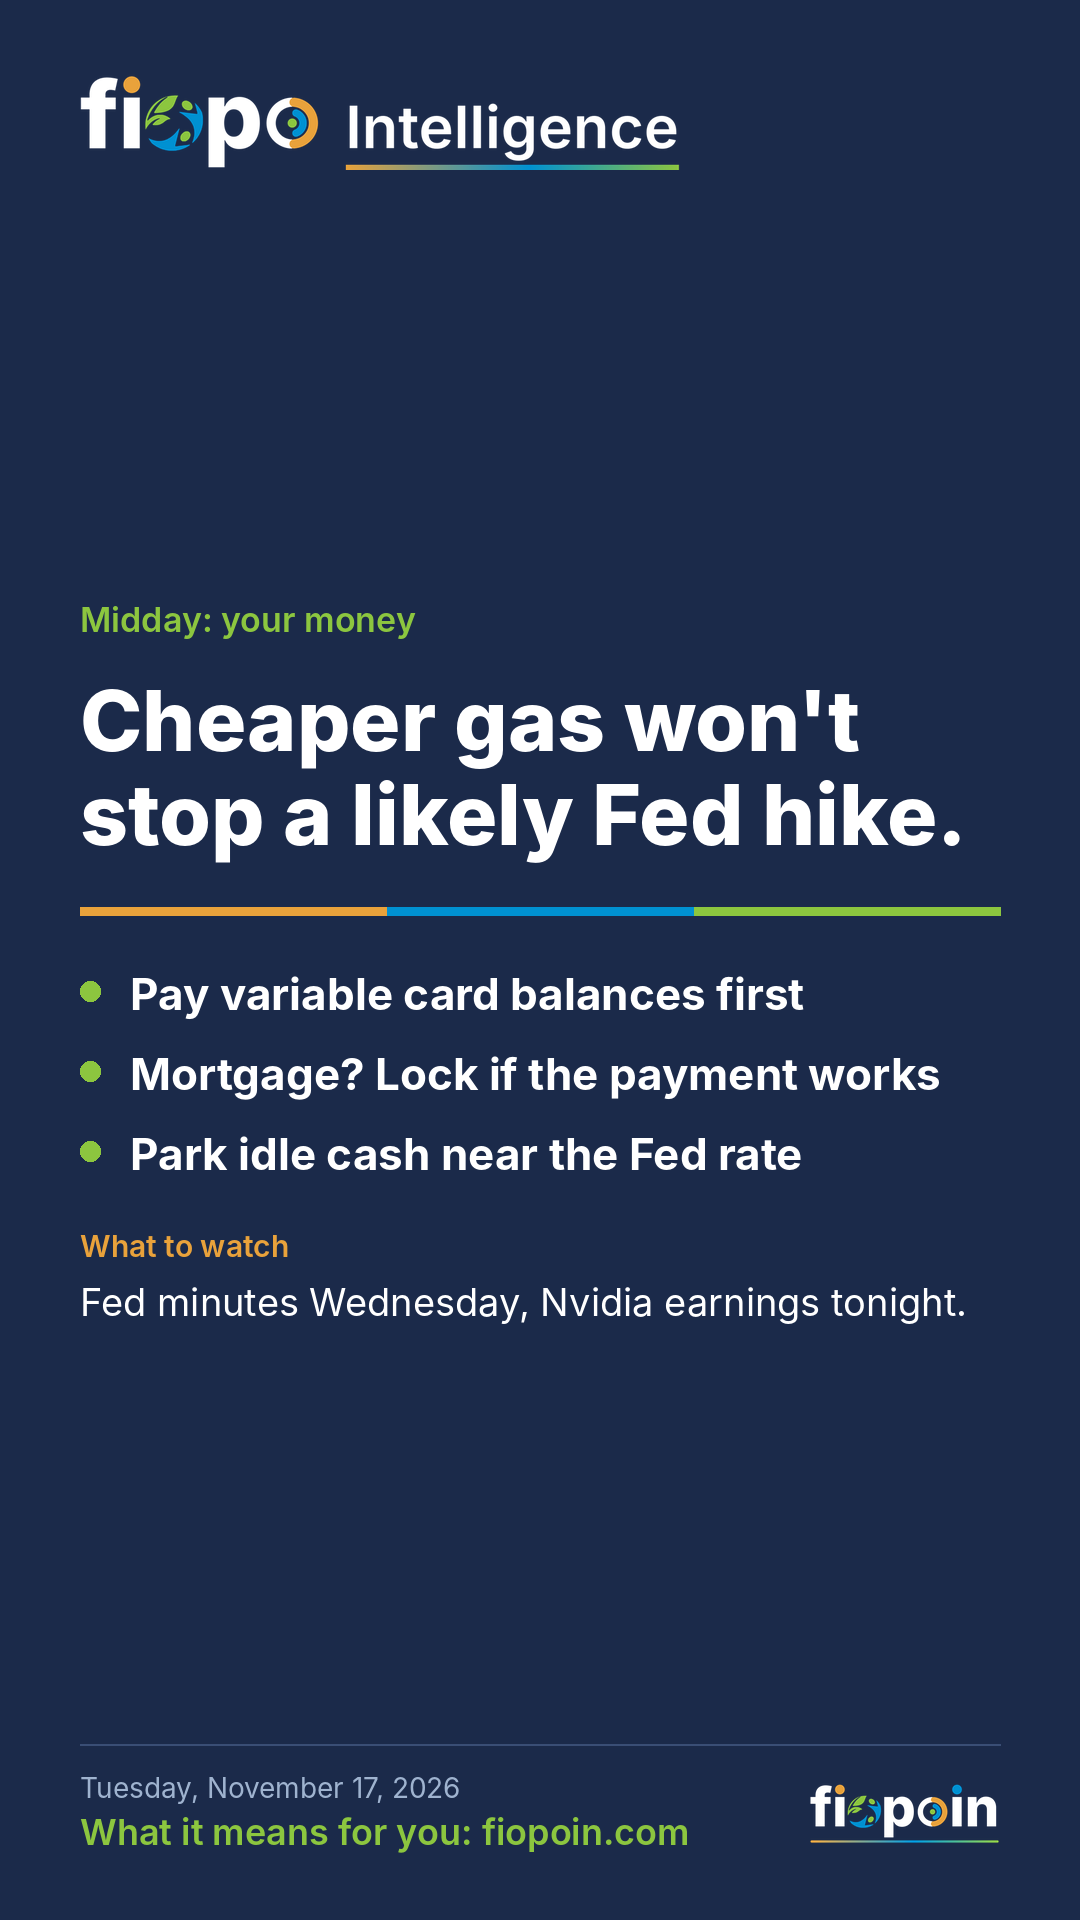 fiopo Intelligence
Midday: your money
Cheaper gas won't
stop a likely Fed hike.
Pay variable card balances first
Mortgage? Lock if the payment works
Park idle cash near the Fed rate
What to watch
Fed minutes Wednesday, Nvidia earnings tonight.
Tuesday, November 17, 2026
What it means for you: fiopoin.com
fiopoin